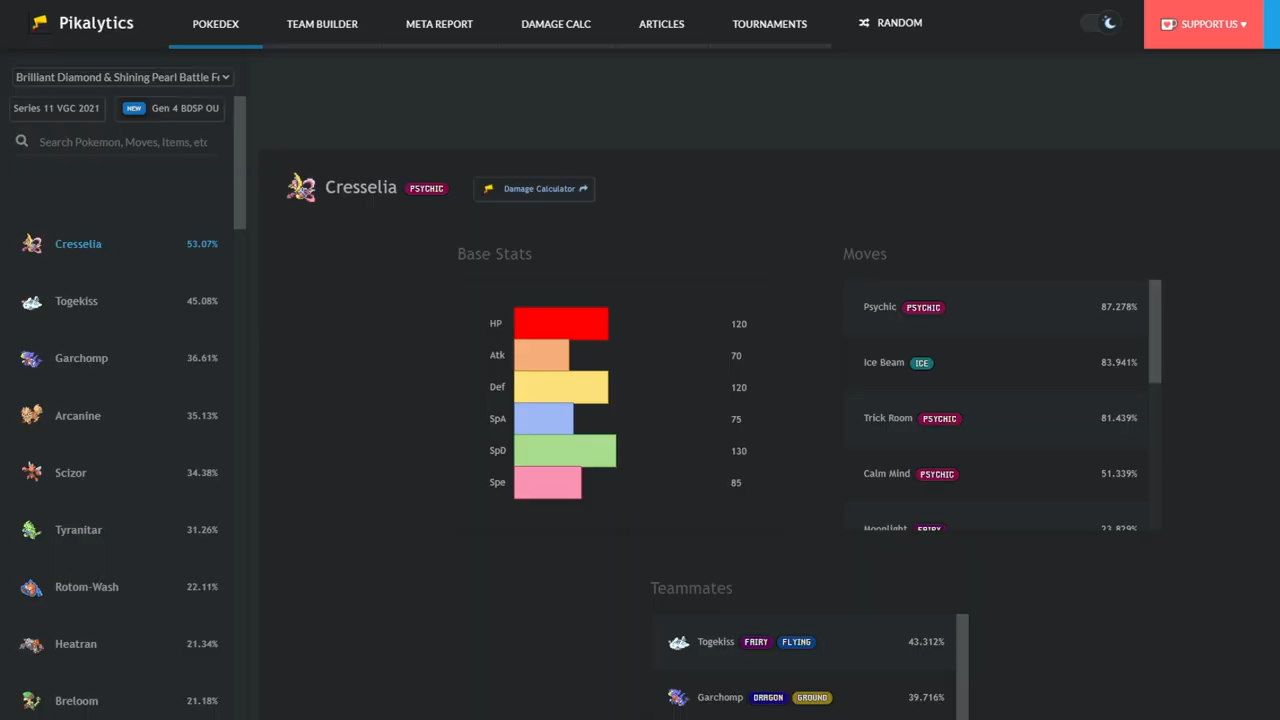 Pikalytics
POKEDEX
TEAM BUILDER
META REPORT
DAMAGE CALC
ARTICLES
TOURNAMENTS
RANDOM
SUPPORT US ♥
Brilliant Diamond & Shining Pearl Battle Fe
Series 11 VGC 2021
NEW Gen 4 BDSP OU
Search Pokemon, Moves, Items, etc
Cresselia 53.07%
Togekiss 45.08%
Garchomp 36.61%
Arcanine 35.13%
Scizor 34.38%
Tyranitar 31.26%
Rotom-Wash 22.11%
Heatran 21.34%
Breloom 21.18%
Cresselia PSYCHIC
Damage Calculator
Base Stats
HP 120
Atk 70
Def 120
SpA 75
SpD 130
Spe 85
Moves
Psychic PSYCHIC 87.278%
Ice Beam ICE 83.941%
Trick Room PSYCHIC 81.439%
Calm Mind PSYCHIC 51.339%
Moonlight FAIRY 23.829%
Teammates
Togekiss FAIRY FLYING 43.312%
Garchomp DRAGON GROUND 39.716%